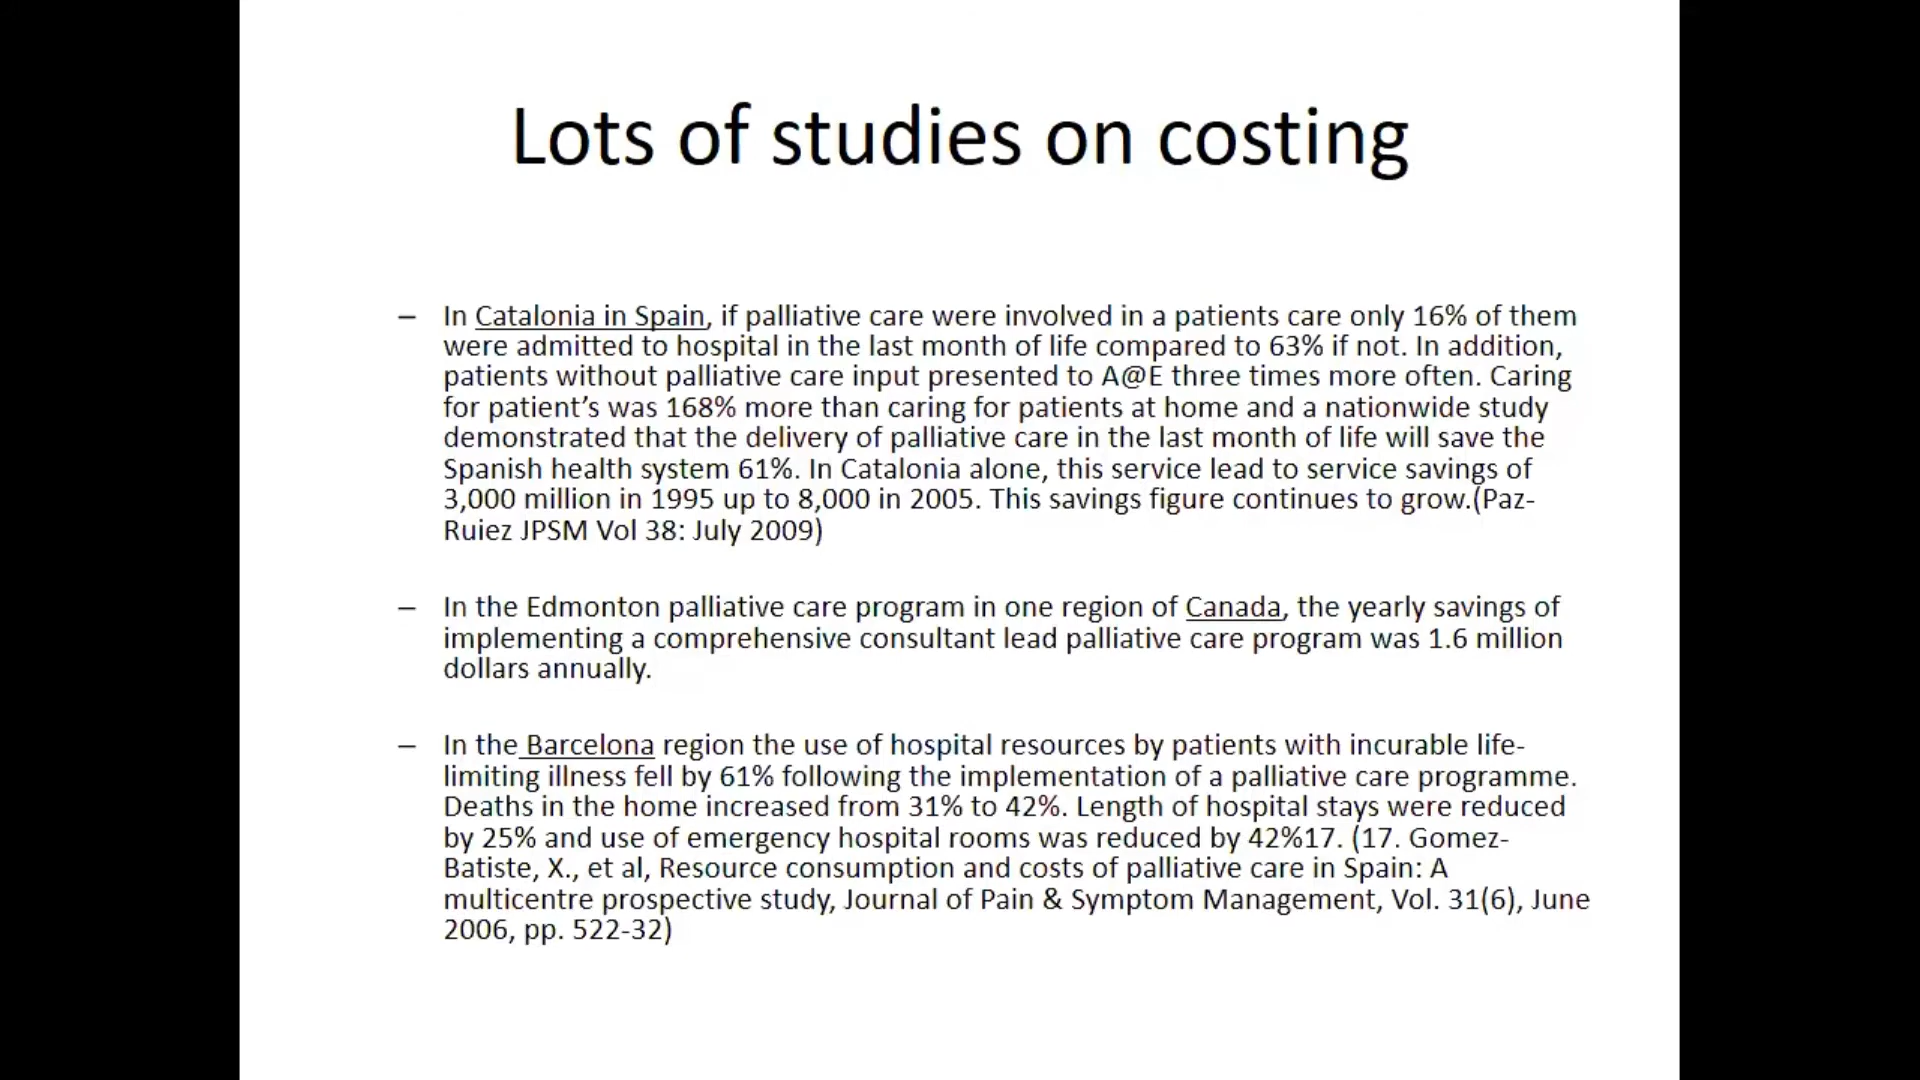 Lots of studies on costing
– In Catalonia in Spain, if palliative care were involved in a patients care only 16% of them
were admitted to hospital in the last month of life compared to 63% if not. In addition,
patients without palliative care input presented to A@E three times more often. Caring
for patient’s was 168% more than caring for patients at home and a nationwide study
demonstrated that the delivery of palliative care in the last month of life will save the
Spanish health system 61%. In Catalonia alone, this service lead to service savings of
3,000 million in 1995 up to 8,000 in 2005. This savings figure continues to grow.(Paz-
Ruiez JPSM Vol 38: July 2009)
– In the Edmonton palliative care program in one region of Canada, the yearly savings of
implementing a comprehensive consultant lead palliative care program was 1.6 million
dollars annually.
– In the Barcelona region the use of hospital resources by patients with incurable life-
limiting illness fell by 61% following the implementation of a palliative care programme.
Deaths in the home increased from 31% to 42%. Length of hospital stays were reduced
by 25% and use of emergency hospital rooms was reduced by 42%17. (17. Gomez-
Batiste, X., et al, Resource consumption and costs of palliative care in Spain: A
multicentre prospective study, Journal of Pain & Symptom Management, Vol. 31(6), June
2006, pp. 522-32)